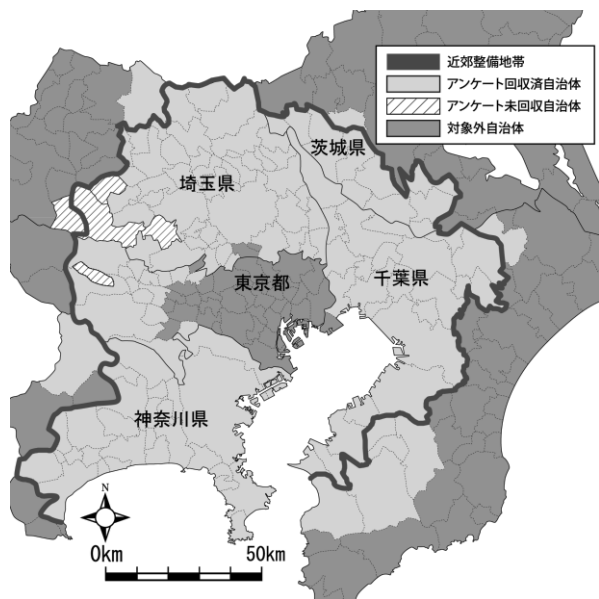 近郊整備地帯
アンケート回収済自治体
アンケート未回収自治体
対象外自治体
茨城県
埼玉県
東京都
千葉県
神奈川県
N
0km 50km